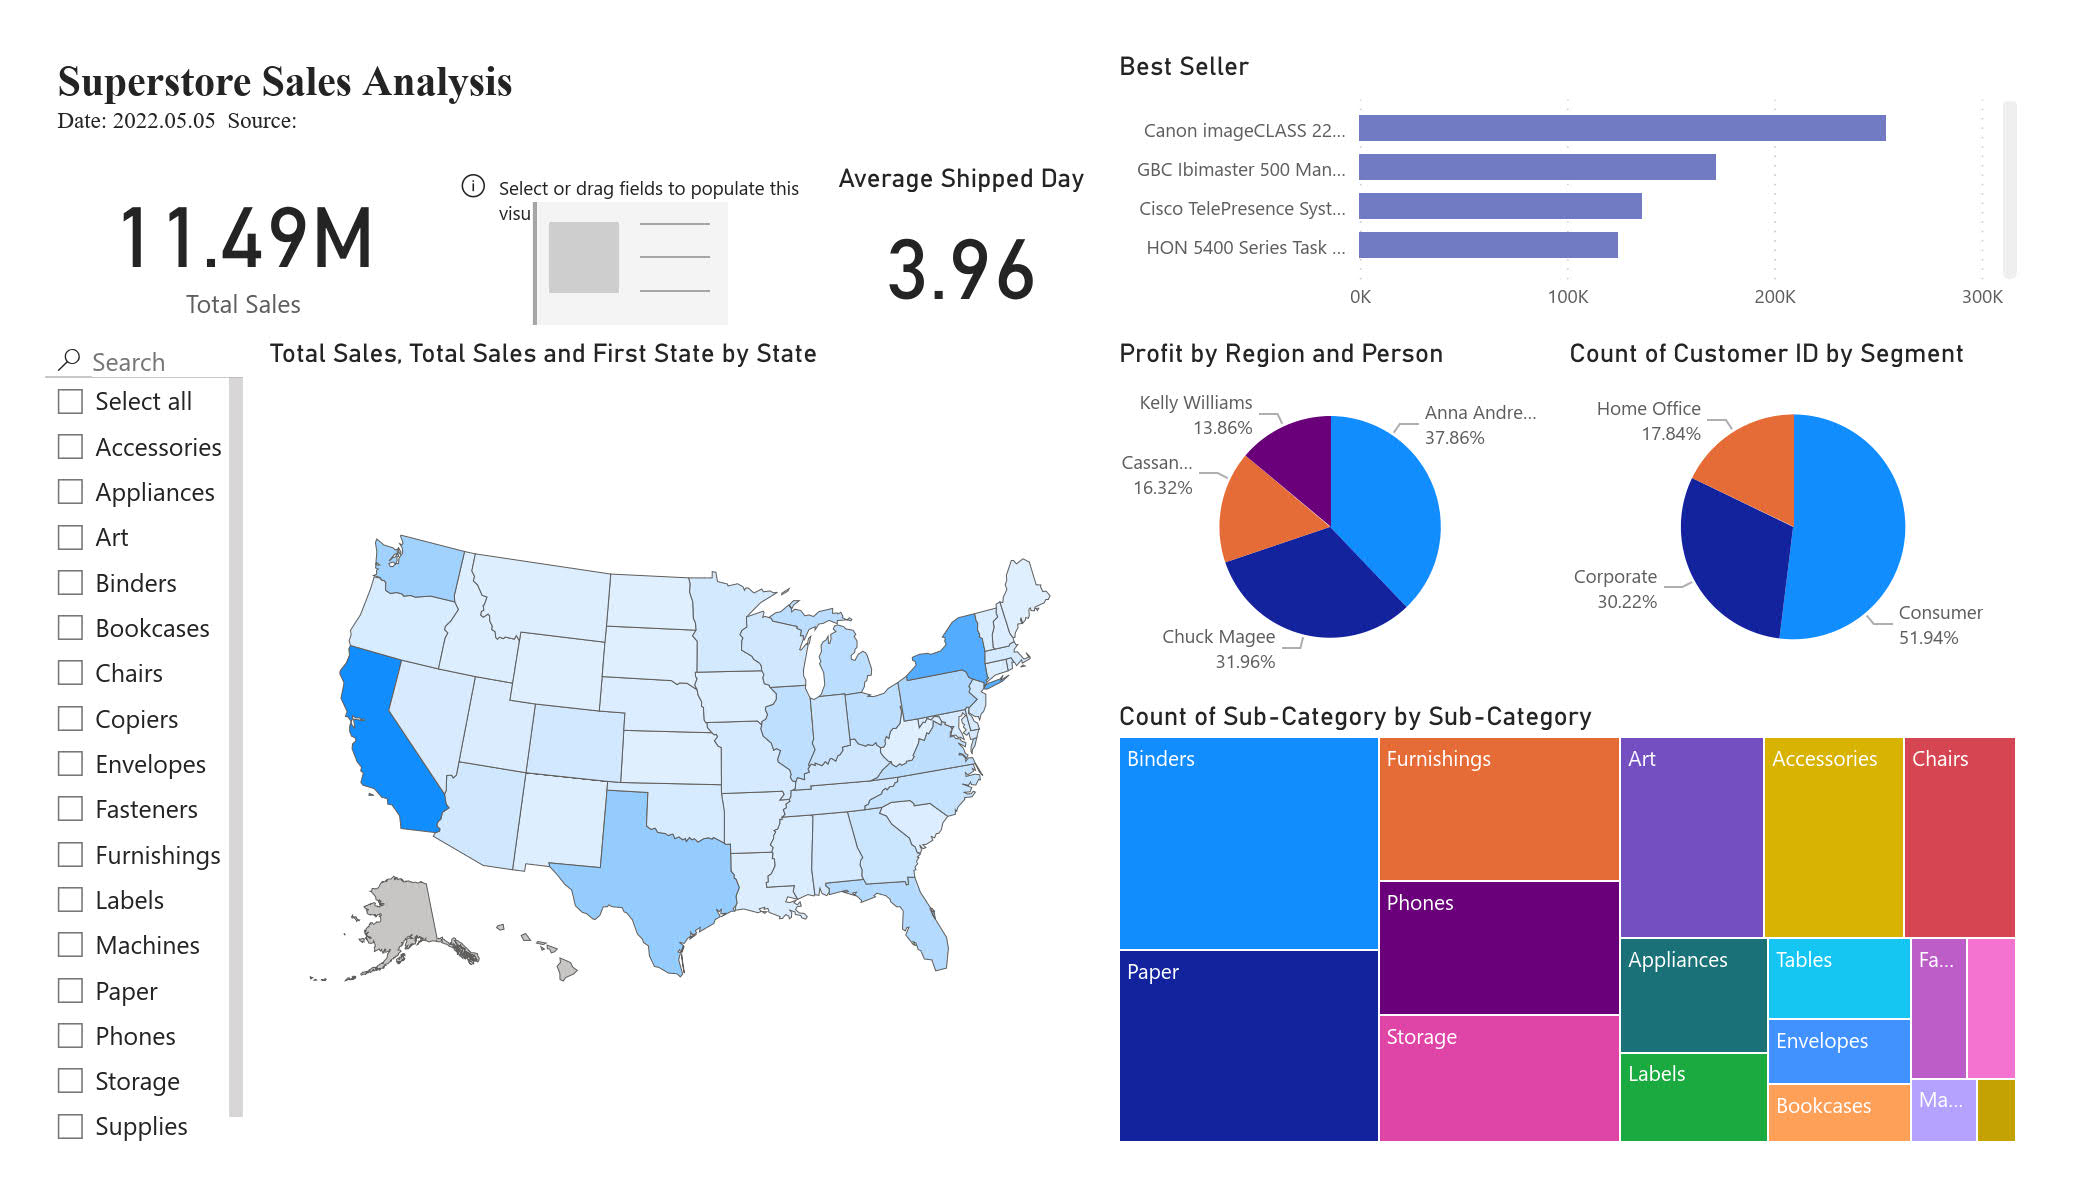 Superstore Sales Analysis
Date: 2022.05.05  Source:
11.49M
Total Sales
Select or drag fields to populate this
visu
Average Shipped Day
3.96
Best Seller
Canon imageCLASS 22...
GBC Ibimaster 500 Man...
Cisco TelePresence Syst...
HON 5400 Series Task ...
0K 100K 200K 300K
Search
Select all
Accessories
Appliances
Art
Binders
Bookcases
Chairs
Copiers
Envelopes
Fasteners
Furnishings
Labels
Machines
Paper
Phones
Storage
Supplies
Total Sales, Total Sales and First State by State
Profit by Region and Person
Kelly Williams
13.86%
Anna Andre...
37.86%
Cassan...
16.32%
Chuck Magee
31.96%
Count of Customer ID by Segment
Home Office
17.84%
Corporate
30.22%
Consumer
51.94%
Count of Sub-Category by Sub-Category
Binders
Furnishings
Art
Accessories
Chairs
Phones
Paper
Storage
Appliances
Tables
Fa...
Envelopes
Labels
Bookcases
Ma...